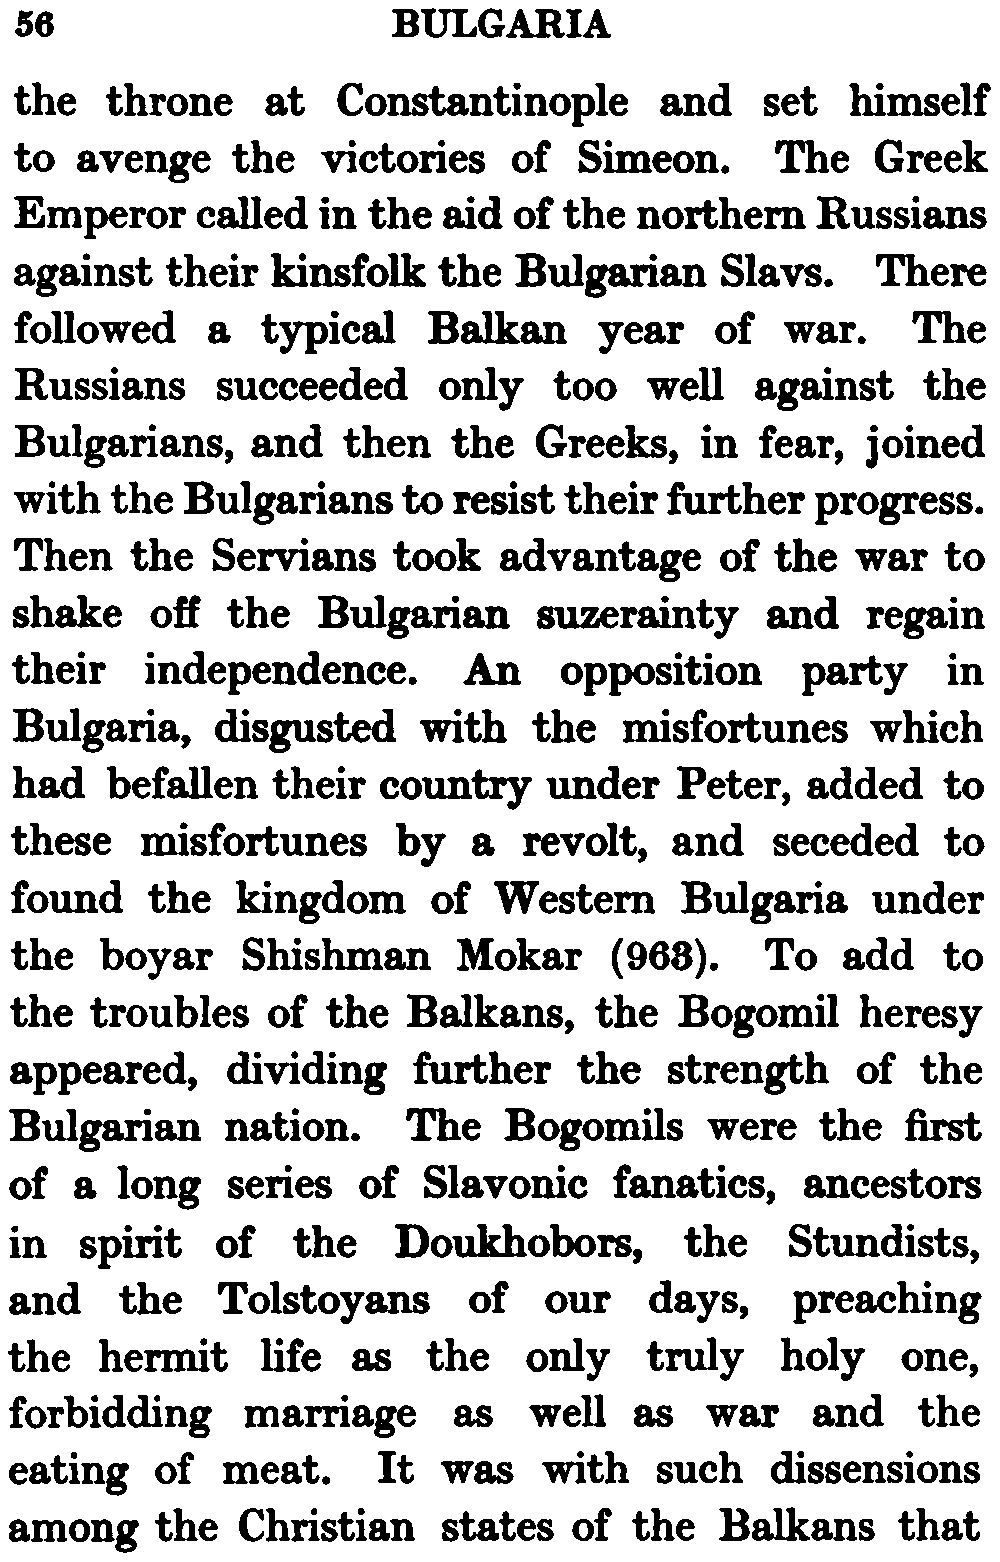 56 BULGARIA
the throne at Constantinople and set himself
to avenge the victories of Simeon. The Greek
Emperor called in the aid of the northern Russians
against their kinsfolk the Bulgarian Slavs. There
followed a typical Balkan year of war. The
Russians succeeded only too well against the
Bulgarians, and then the Greeks, in fear, joined
with the Bulgarians to resist their further progress.
Then the Servians took advantage of the war to
shake off the Bulgarian suzerainty and regain
their independence. An opposition party in
Bulgaria, disgusted with the misfortunes which
had befallen their country under Peter, added to
these misfortunes by a revolt, and seceded to
found the kingdom of Western Bulgaria under
the boyar Shishman Mokar (963). To add to
the troubles of the Balkans, the Bogomil heresy
appeared, dividing further the strength of the
Bulgarian nation. The Bogomils were the first
of a long series of Slavonic fanatics, ancestors
in spirit of the Doukhobors, the Stundists,
and the Tolstoyans of our days, preaching
the hermit life as the only truly holy one,
forbidding marriage as well as war and the
eating of meat. It was with such dissensions
among the Christian states of the Balkans that